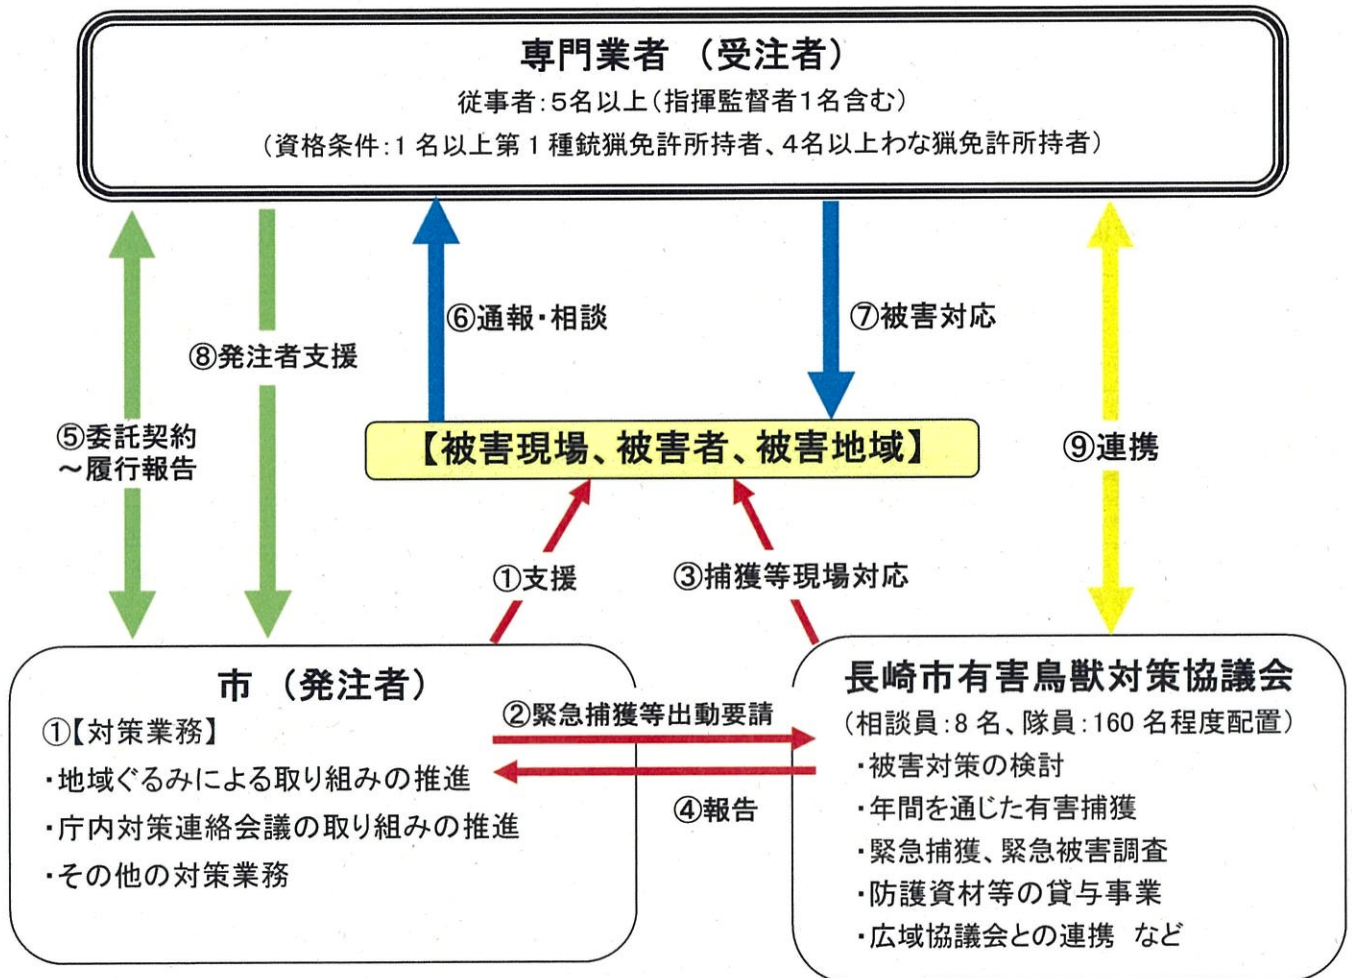 専門業者 （受注者）
従事者：5名以上（指揮監督者1名含む）
（資格条件：1 名以上第 1 種銃猟免許所持者、4名以上わな猟免許所持者）
⑥通報・相談
⑦被害対応
⑧発注者支援
⑤委託契約
～履行報告
【被害現場、被害者、被害地域】
⑨連携
①支援
③捕獲等現場対応
市 （発注者）
①【対策業務】
・地域ぐるみによる取り組みの推進
・庁内対策連絡会議の取り組みの推進
・その他の対策業務
②緊急捕獲等出動要請
④報告
長崎市有害鳥獣対策協議会
（相談員：8 名、隊員：160 名程度配置）
・被害対策の検討
・年間を通じた有害捕獲
・緊急捕獲、緊急被害調査
・防護資材等の貸与事業
・広域協議会との連携 など